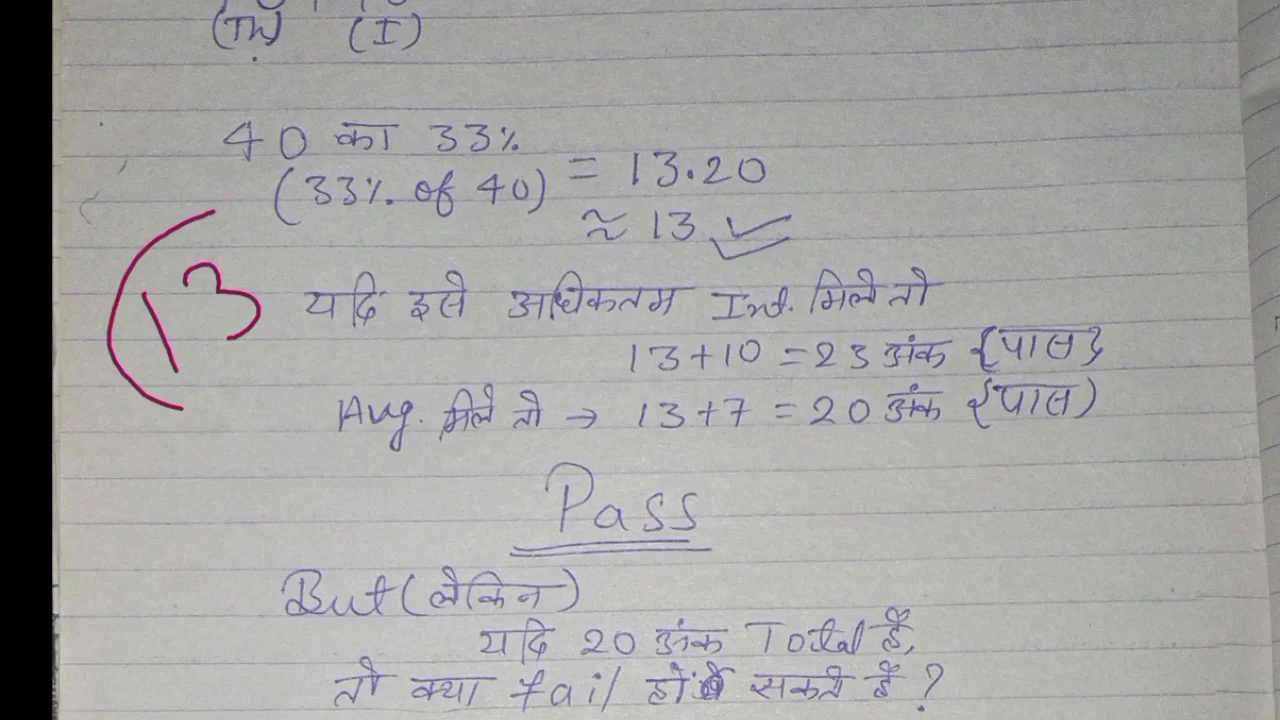 (Th) (I)
40 का 33%
(33% of 40) = 13.20
≈ 13
13
यदि इसे अधिकतम Int. मिले तो
13+10 = 23 अंक {पास}
Avg. मिले तो → 13+7 = 20 अंक {पास)
Pass
But (लेकिन)
यदि 20 अंक Total हैं,
तो क्या fail हो सकते हैं ?